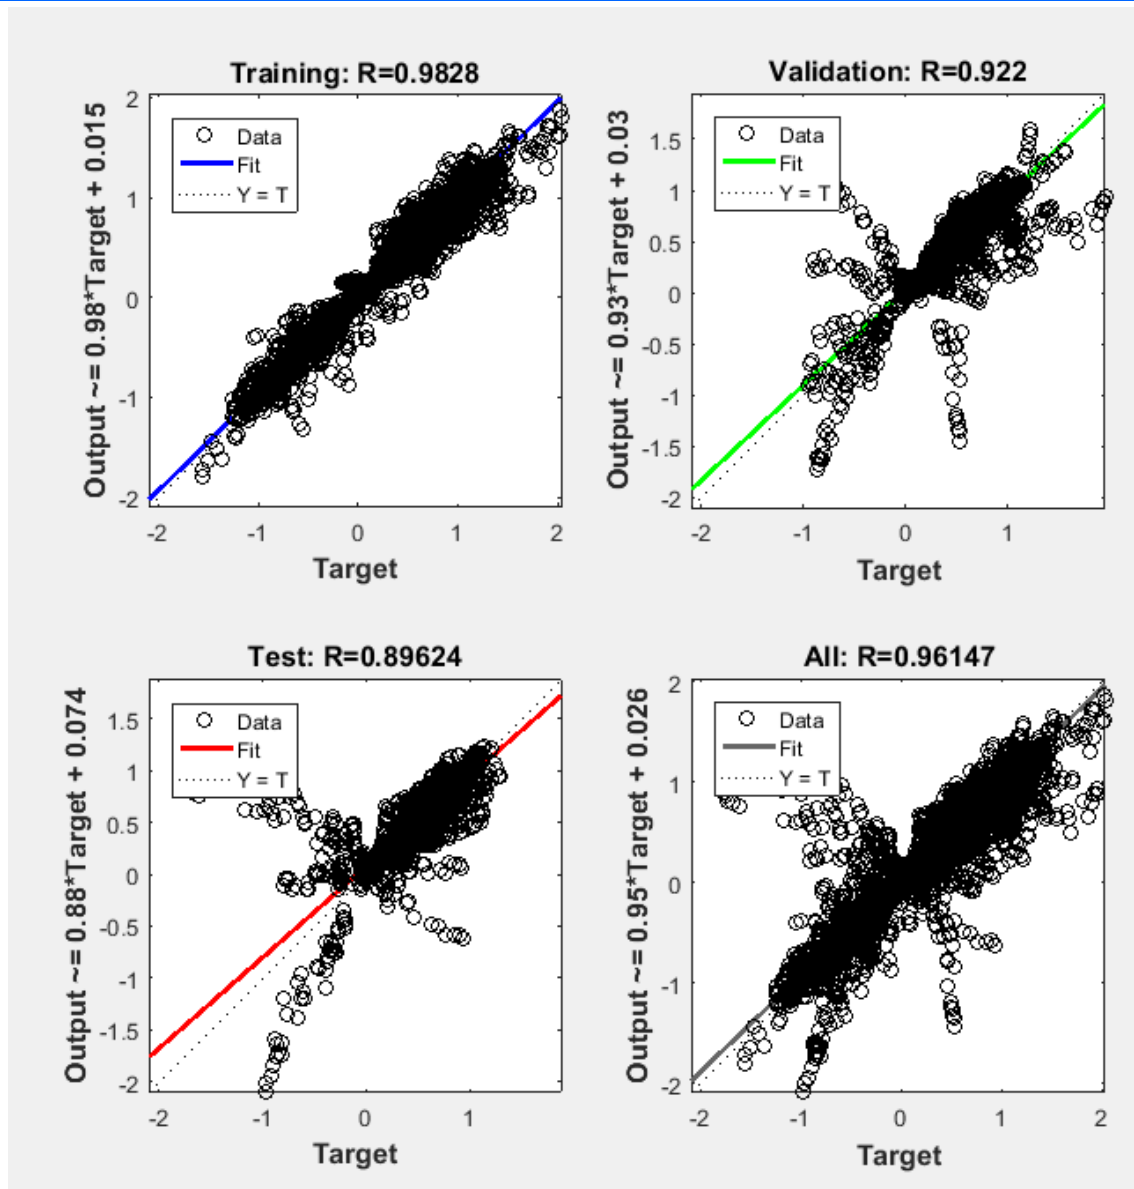 Training: R=0.9828
Output ~= 0.98*Target + 0.015
2
1
0
-1
-2
Data
Fit
Y = T
-2
-1
0
1
2
Target
Validation: R=0.922
Output ~= 0.93*Target + 0.03
1.5
1
0.5
0
-0.5
-1
-1.5
-2
Data
Fit
Y = T
-2
-1
0
1
Target
Test: R=0.89624
Output ~= 0.88*Target + 0.074
1.5
1
0.5
0
-0.5
-1
-1.5
-2
Data
Fit
Y = T
-2
-1
0
1
Target
All: R=0.96147
Output ~= 0.95*Target + 0.026
2
1
0
-1
-2
Data
Fit
Y = T
-2
-1
0
1
2
Target